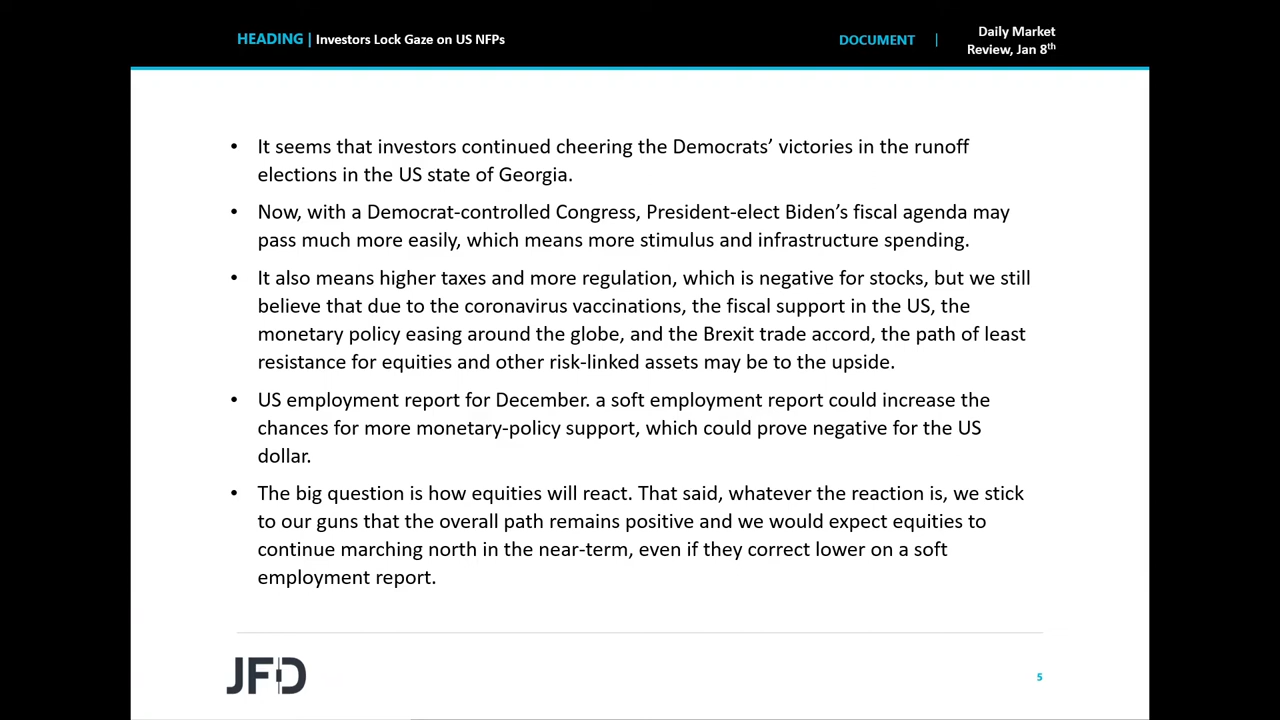 HEADING | Investors Lock Gaze on US NFPs
DOCUMENT | Daily Market
Review, Jan 8th
• It seems that investors continued cheering the Democrats’ victories in the runoff
elections in the US state of Georgia.
• Now, with a Democrat-controlled Congress, President-elect Biden’s fiscal agenda may
pass much more easily, which means more stimulus and infrastructure spending.
• It also means higher taxes and more regulation, which is negative for stocks, but we still
believe that due to the coronavirus vaccinations, the fiscal support in the US, the
monetary policy easing around the globe, and the Brexit trade accord, the path of least
resistance for equities and other risk-linked assets may be to the upside.
• US employment report for December. a soft employment report could increase the
chances for more monetary-policy support, which could prove negative for the US
dollar.
• The big question is how equities will react. That said, whatever the reaction is, we stick
to our guns that the overall path remains positive and we would expect equities to
continue marching north in the near-term, even if they correct lower on a soft
employment report.
JFD
5